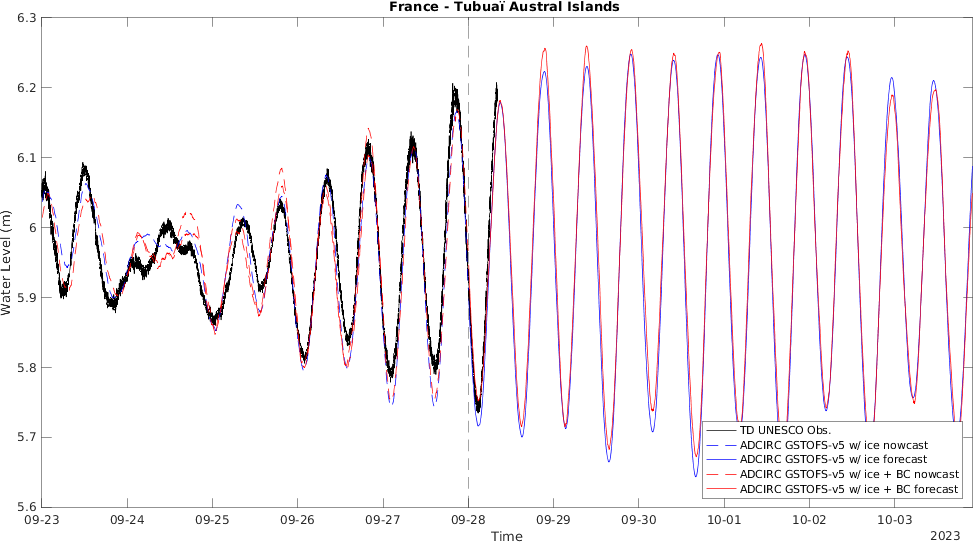 France - Tubuaï Austral Islands
6.3
6.2
6.1
6
5.9
5.8
5.7
5.6
Water Level (m)
TD UNESCO Obs.
ADCIRC GSTOFS-v5 w/ ice nowcast
ADCIRC GSTOFS-v5 w/ ice forecast
ADCIRC GSTOFS-v5 w/ ice + BC nowcast
ADCIRC GSTOFS-v5 w/ ice + BC forecast
09-23 09-24 09-25 09-26 09-27 09-28 09-29 09-30 10-01 10-02 10-03
Time
2023